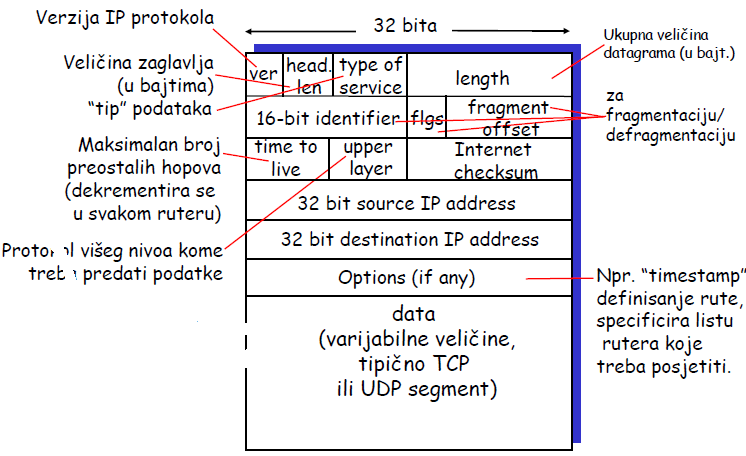 32 bita
Verzija IP protokola
Veličina zaglavlja
(u bajtima)
“tip” podataka
Maksimalan broj
preostalih hopova
(dekrementira se
u svakom ruteru)
Protokol višeg nivoa kome
treba predati podatke
ver
head.
len
type of
service
length
16-bit identifier
flgs
fragment
offset
time to
live
upper
layer
Internet
checksum
32 bit source IP address
32 bit destination IP address
Options (if any)
data
(varijabilne veličine,
tipično TCP
ili UDP segment)
Ukupna veličina
datagrama (u bajt.)
za
fragmentaciju/
defragmentaciju
Npr. “timestamp”
definisanje rute,
specificira listu
rutera koje
treba posjetiti.